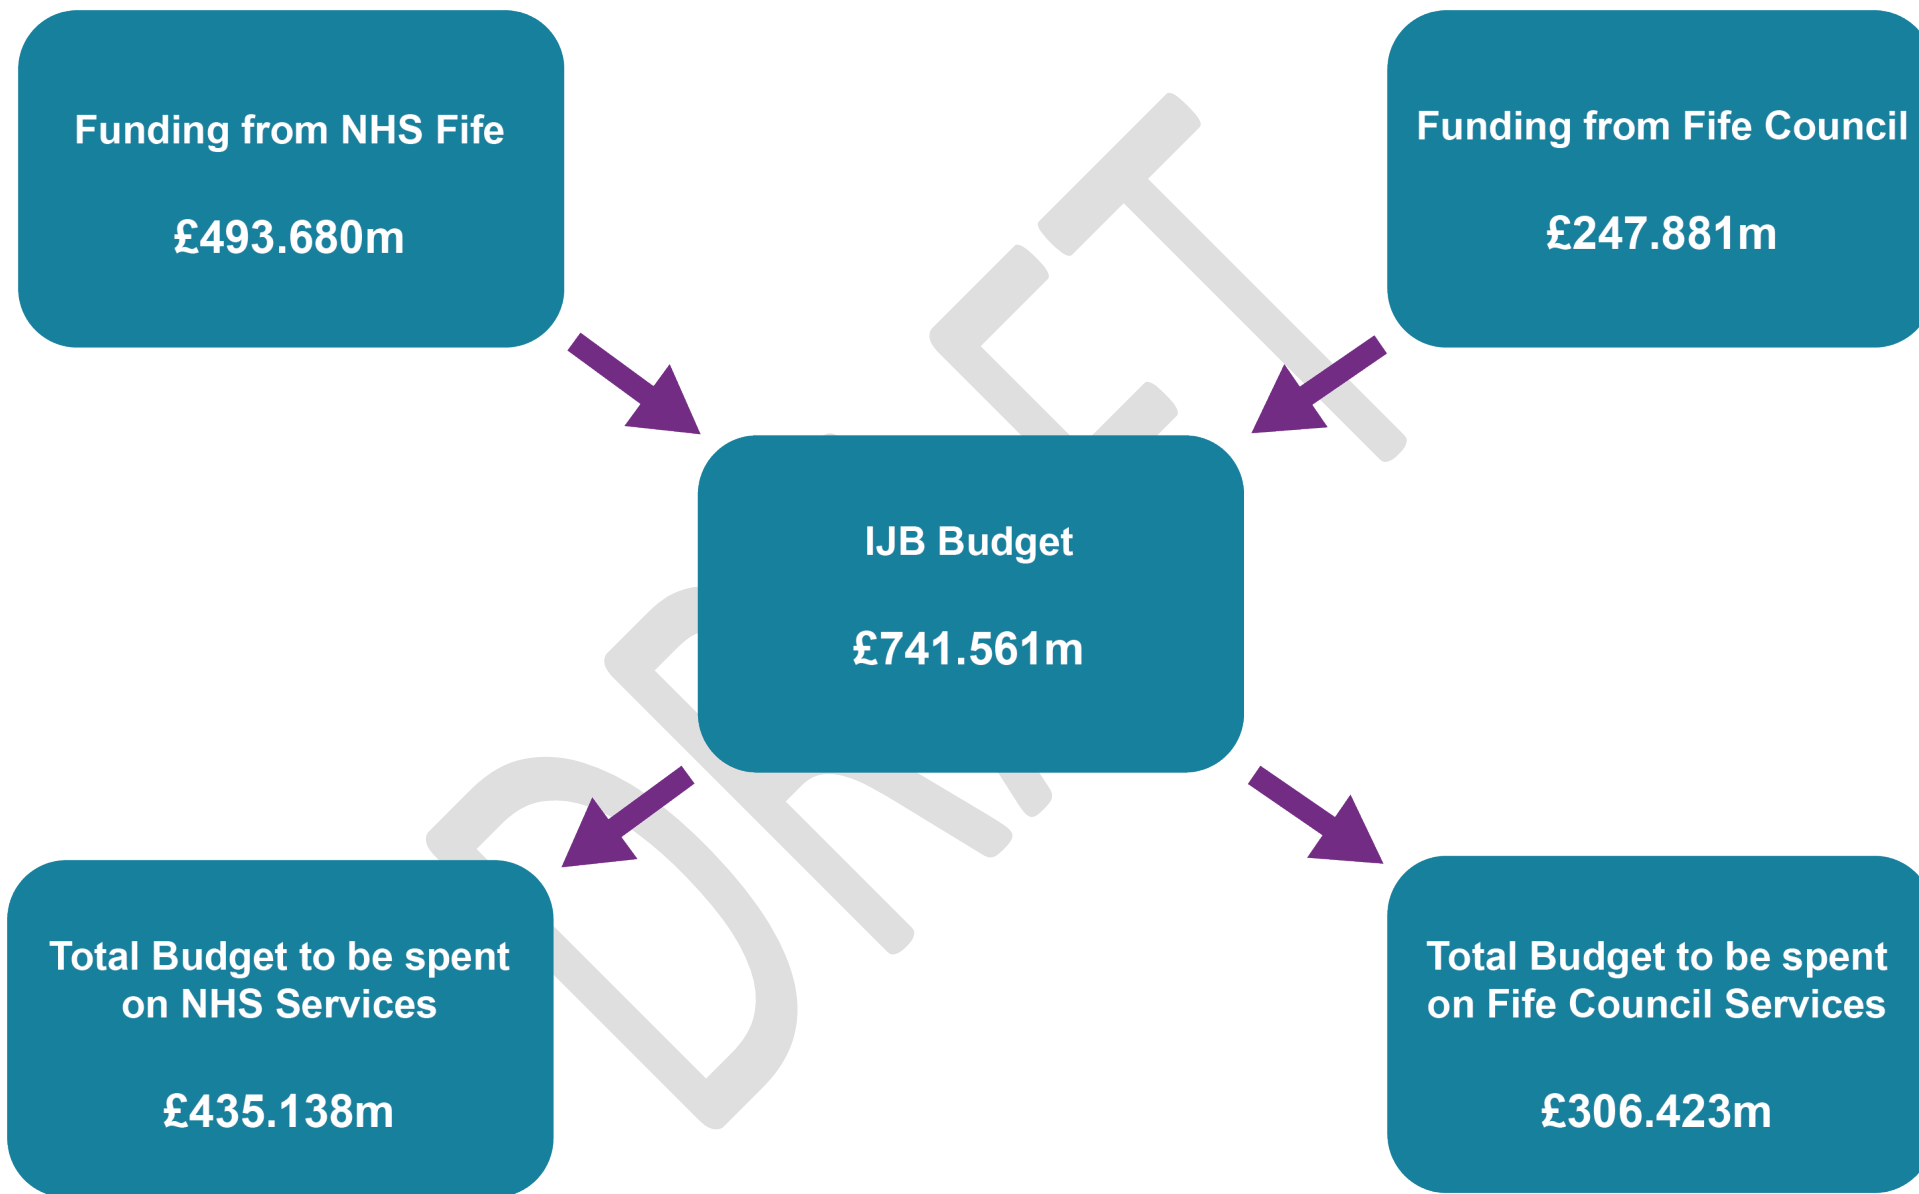 Funding from NHS Fife
£493.680m
Funding from Fife Council
£247.881m
IJB Budget
£741.561m
Total Budget to be spent
on NHS Services
£435.138m
Total Budget to be spent
on Fife Council Services
£306.423m
DRAFT